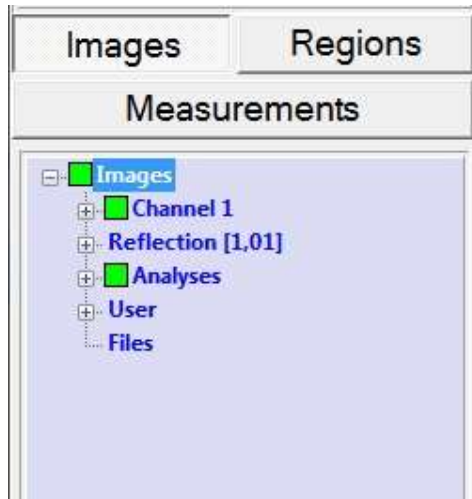 Images Regions
Measurements
Images
Channel 1
Reflection [1,01]
Analyses
User
Files